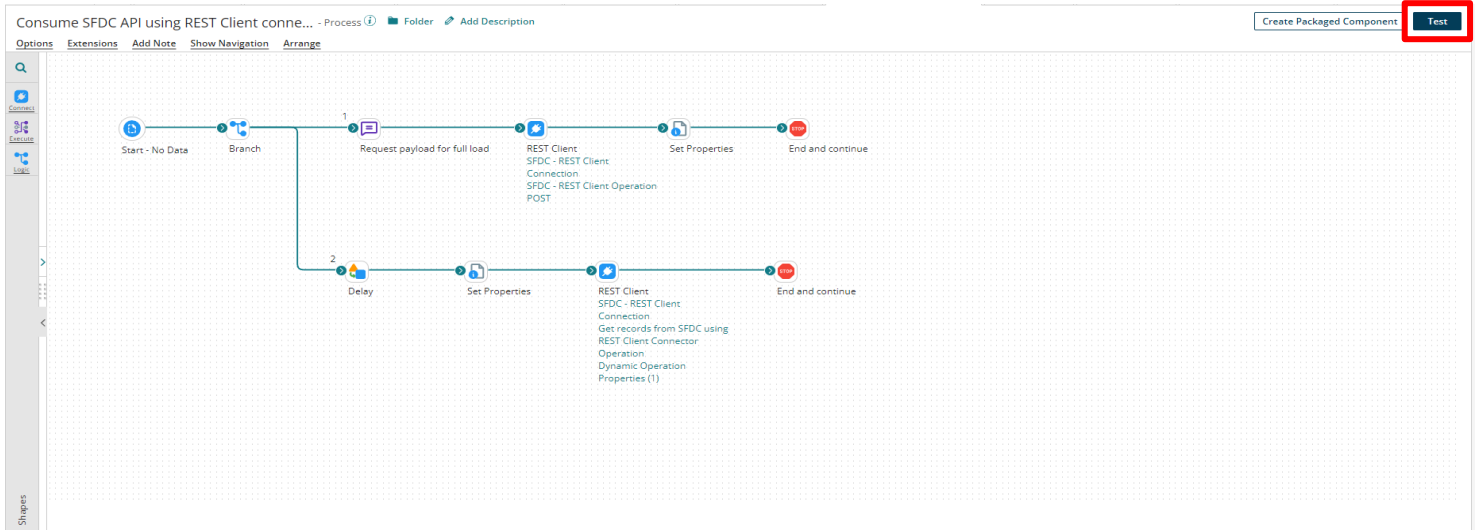 Consume SFDC API using REST Client conne... - Process Folder Add Description
Create Packaged Component
Test
Options Extensions Add Note Show Navigation Arrange
Connect
Execute
Logic
Shapes
1
Start - No Data
Branch
Request payload for full load
REST Client
SFDC - REST Client
Connection
SFDC - REST Client Operation
POST
Set Properties
STOP
End and continue
2
Delay
Set Properties
REST Client
SFDC - REST Client
Connection
Get records from SFDC using
REST Client Connector
Operation
Dynamic Operation
Properties (1)
STOP
End and continue